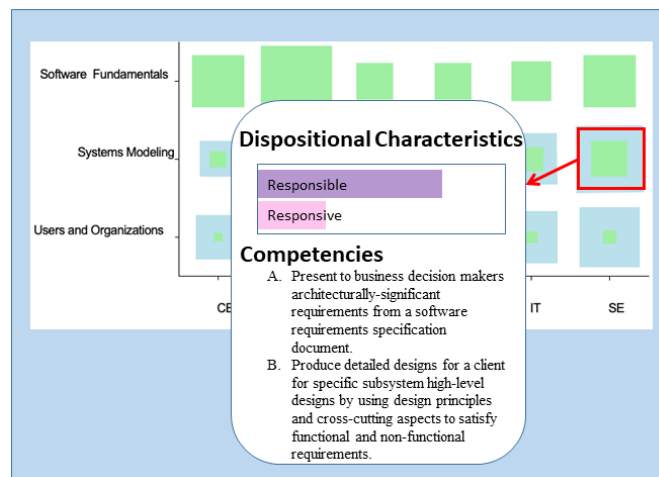 Software Fundamentals
Dispositional Characteristics
Systems Modeling
Responsible
Responsive
Users and Organizations
Competencies
A. Present to business decision makers
architecturally-significant
requirements from a software
requirements specification
document.
B. Produce detailed designs for a client
for specific subsystem high-level
designs by using design principles
and cross-cutting aspects to satisfy
functional and non-functional
requirements.
IT
SE